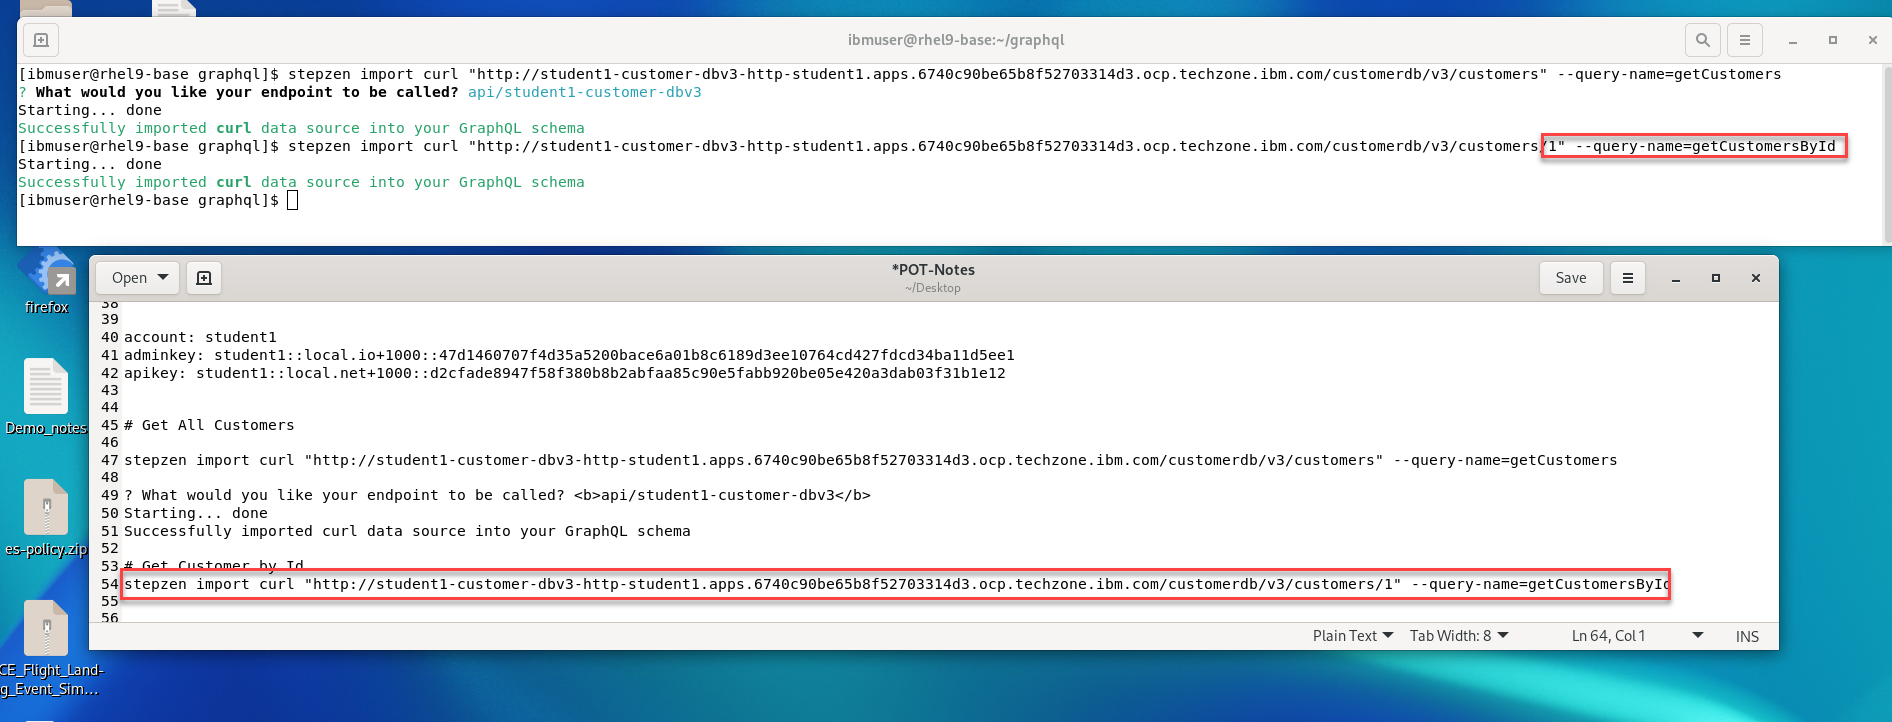 ibmuser@rhel9-base:~/graphql
[ibmuser@rhel9-base graphql]$ stepzen import curl "http://student1-customer-dbv3-http-student1.apps.6740c90be65b8f52703314d3.ocp.techzone.ibm.com/customerdb/v3/customers" --query-name=getCustomers
? What would you like your endpoint to be called? api/student1-customer-dbv3
Starting... done
Successfully imported curl data source into your GraphQL schema
[ibmuser@rhel9-base graphql]$ stepzen import curl "http://student1-customer-dbv3-http-student1.apps.6740c90be65b8f52703314d3.ocp.techzone.ibm.com/customerdb/v3/customers/1" --query-name=getCustomersById
Starting... done
Successfully imported curl data source into your GraphQL schema
[ibmuser@rhel9-base graphql]$
firefox
Demo_notes
es-policy.zip
CE_Flight_Land-
g_Event_Sim...
Open
*POT-Notes
~/Desktop
Save
38
39
40 account: student1
41 adminkey: student1::local.io+1000::47d1460707f4d35a5200bace6a01b8c6189d3ee10764cd427fdcd34ba11d5ee1
42 apikey: student1::local.net+1000::d2cfade8947f58f380b8b2abfaa85c90e5fabb920be05e420a3dab03f31b1e12
43
44
45 # Get All Customers
46
47 stepzen import curl "http://student1-customer-dbv3-http-student1.apps.6740c90be65b8f52703314d3.ocp.techzone.ibm.com/customerdb/v3/customers" --query-name=getCustomers
48
49 ? What would you like your endpoint to be called? <b>api/student1-customer-dbv3</b>
50 Starting... done
51 Successfully imported curl data source into your GraphQL schema
52
53 # Get Customer by Id
54 stepzen import curl "http://student1-customer-dbv3-http-student1.apps.6740c90be65b8f52703314d3.ocp.techzone.ibm.com/customerdb/v3/customers/1" --query-name=getCustomersById
55
56
Plain Text Tab Width: 8 Ln 64, Col 1 INS